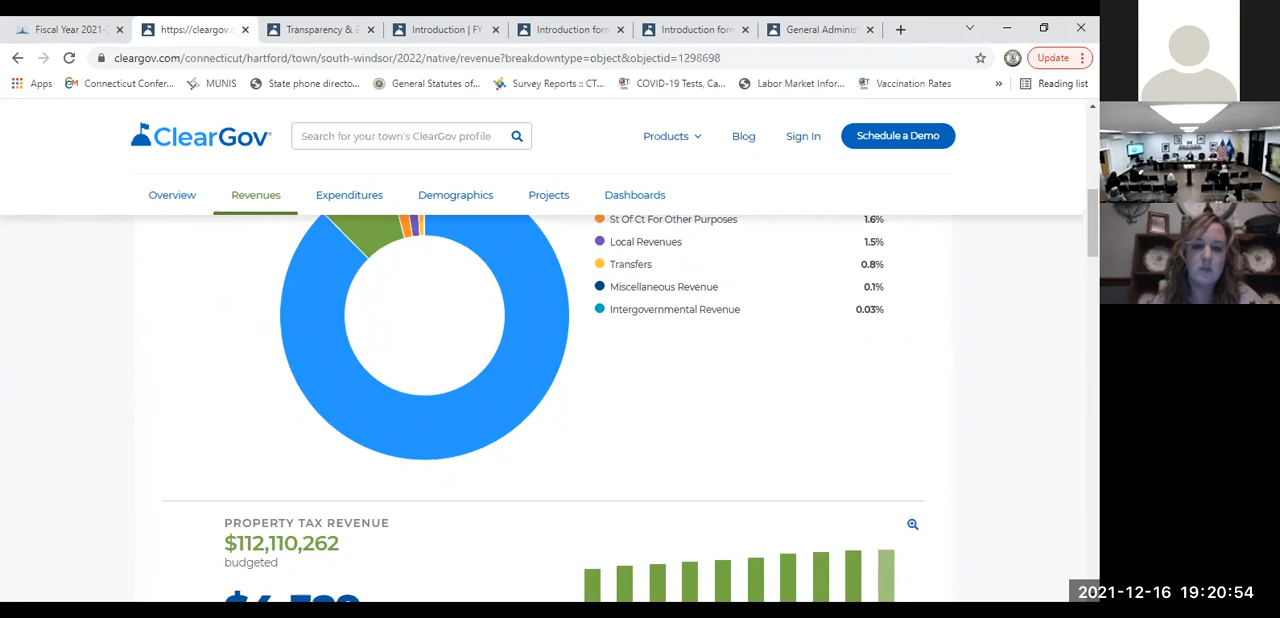 Fiscal Year 2021-
https://cleargov.
Transparency & E
Introduction | FY
Introduction form
Introduction form
General Adminis
cleargov.com/connecticut/hartford/town/south-windsor/2022/native/revenue?breakdowntype=object&objectid=1298698
Update
Apps
Connecticut Confer...
MUNIS
State phone directo...
General Statutes of...
Survey Reports :: CT...
COVID-19 Tests, Ca...
Labor Market Infor...
Vaccination Rates
»
Reading list
ClearGov
Search for your town's ClearGov profile
Products
Blog
Sign In
Schedule a Demo
Overview
Revenues
Expenditures
Demographics
Projects
Dashboards
St Of Ct For Other Purposes 1.6%
Local Revenues 1.5%
Transfers 0.8%
Miscellaneous Revenue 0.1%
Intergovernmental Revenue 0.03%
PROPERTY TAX REVENUE
$112,110,262
budgeted
2021-12-16 19:20:54